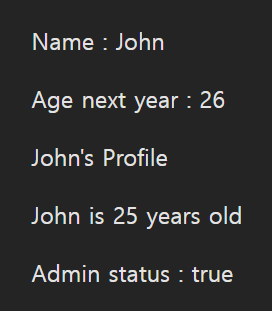 Name : John
Age next year : 26
John's Profile
John is 25 years old
Admin status : true